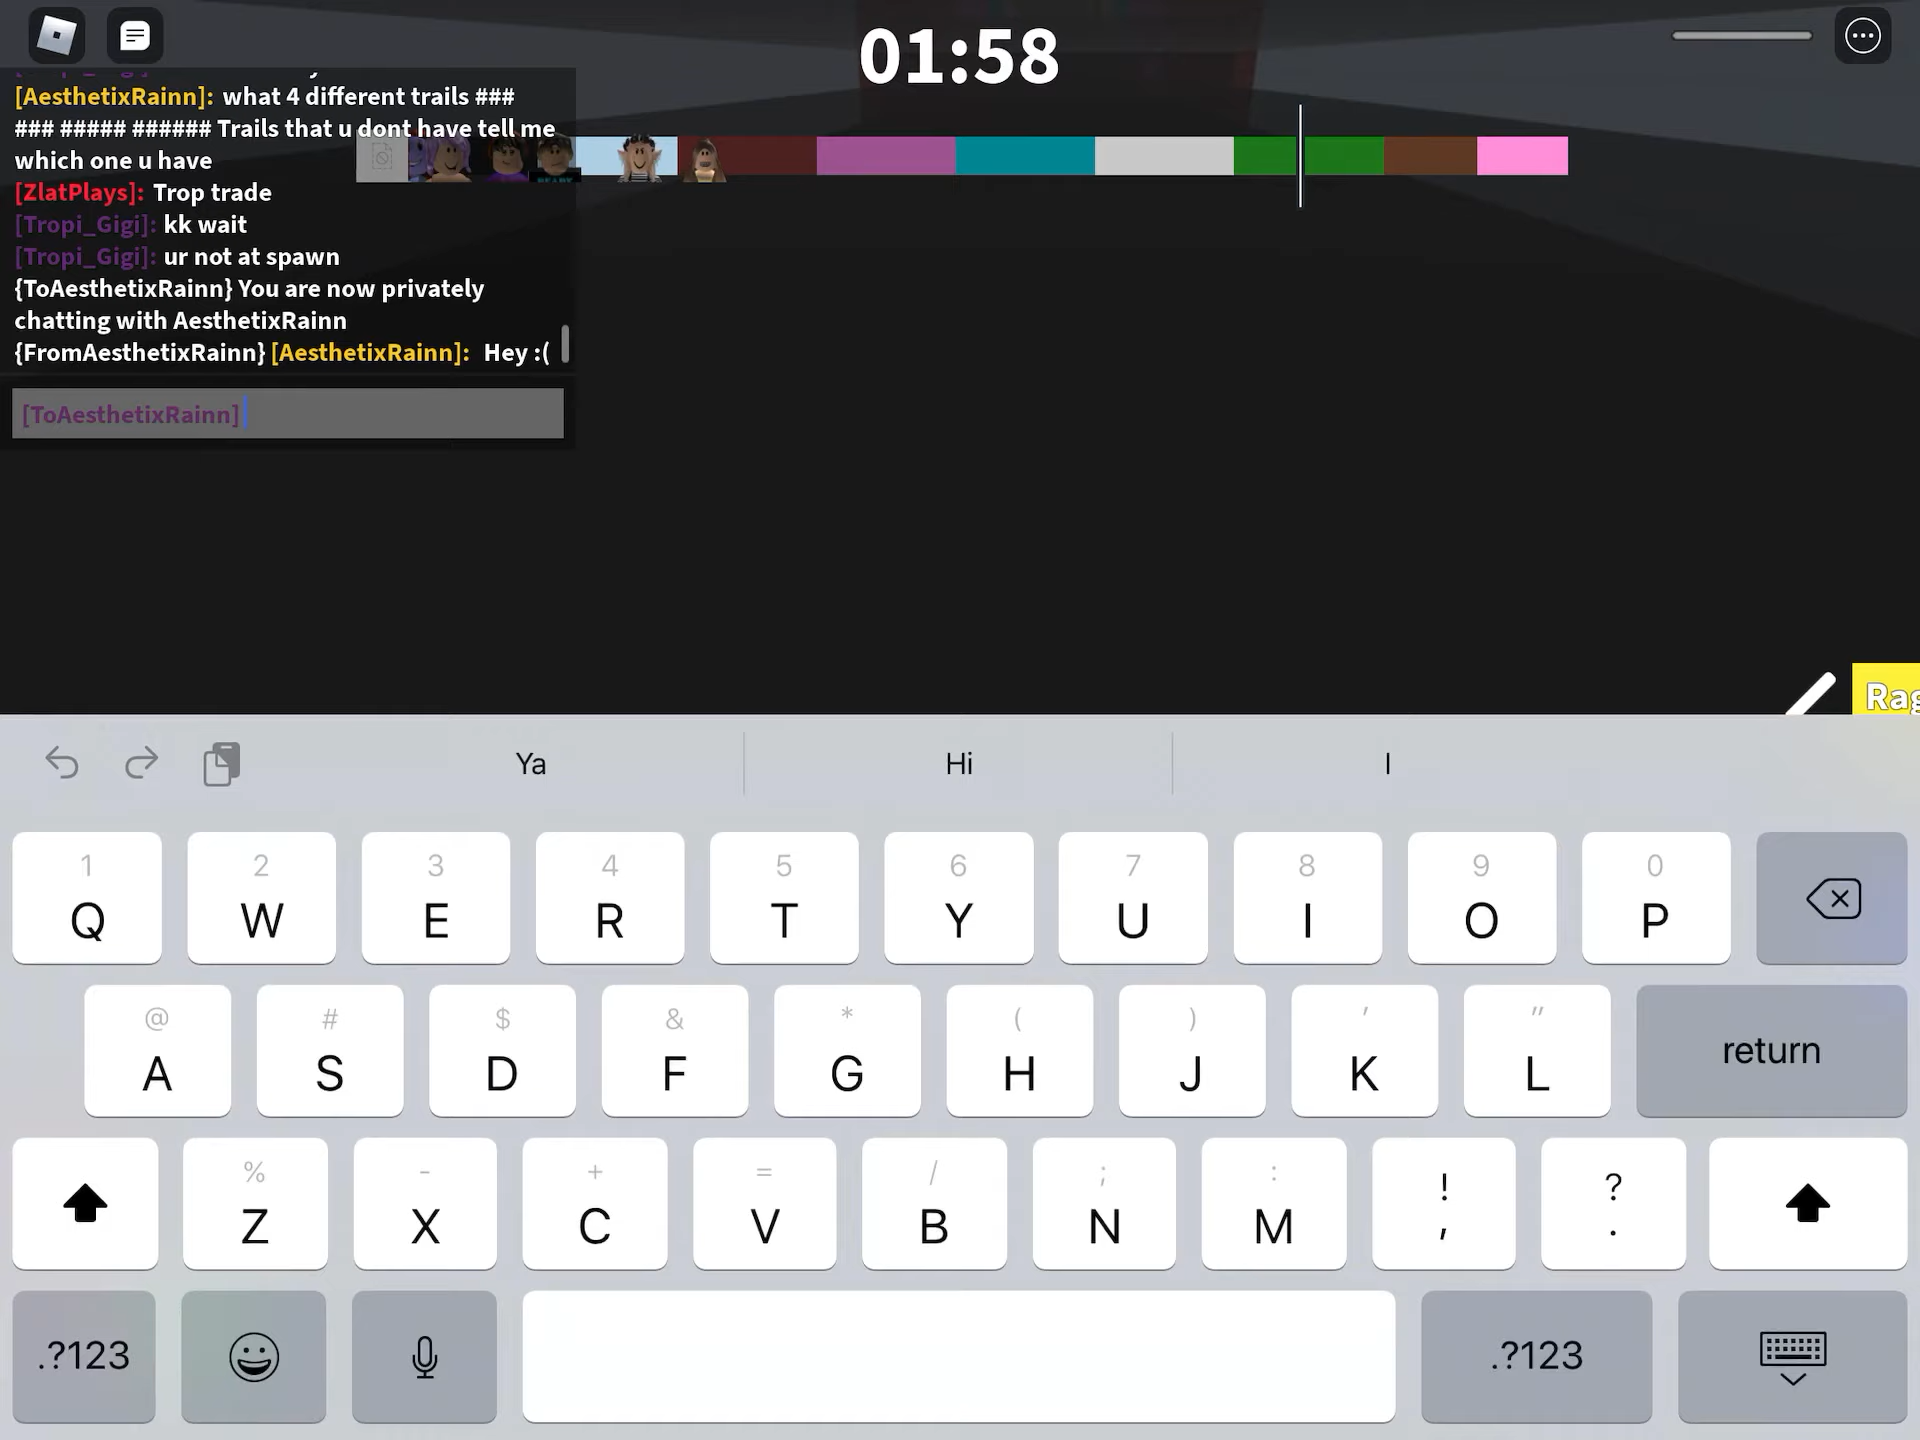 01:58
[AesthetixRainn]: what 4 different trails ###
### ##### ###### Trails that u dont have tell me
which one u have
[ZlatPlays]: Trop trade
[Tropi_Gigi]: kk wait
[Tropi_Gigi]: ur not at spawn
{ToAesthetixRainn} You are now privately
chatting with AesthetixRainn
{FromAesthetixRainn} [AesthetixRainn]: Hey :(
[ToAesthetixRainn]
Rag
Ya Hi I
1 2 3 4 5 6 7 8 9 0
Q W E R T Y U I O P
@ # $ & * ( ) ' "
A S D F G H J K L return
% - + = / ; : ! ?
Z X C V B N M , .
.?123 .?123